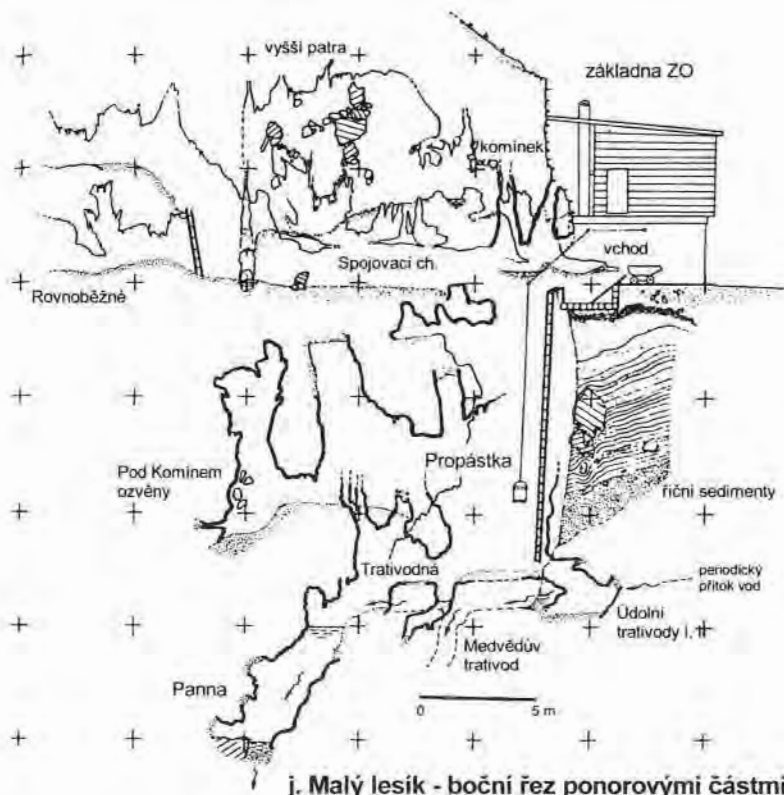 vyšší patra
základna ZO
komínek
vchod
Spojovací ch.
Rovnoběžné
Pod Komínem
ozvěny
Propástka
říční sedimenty
Trativodná
periodický
přítok vod
Údolní
trativody I.
Medvědův
trativod
Panna
0 5 m
j. Malý lesík - boční řez ponorovými částmi